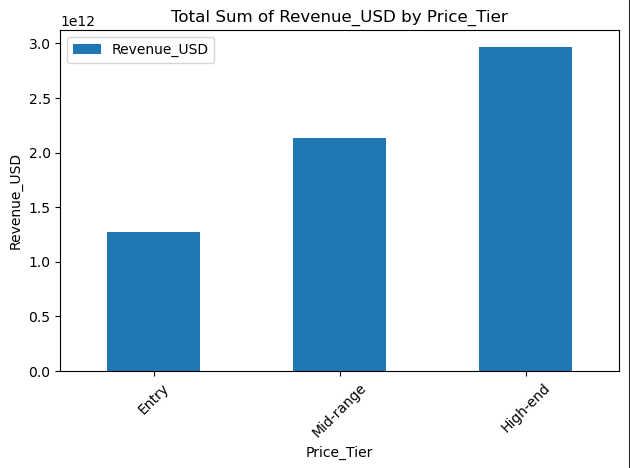 Total Sum of Revenue_USD by Price_Tier
1e12
Revenue_USD
3.0
2.5
2.0
1.5
1.0
0.5
0.0
Revenue_USD
Entry
Mid-range
High-end
Price_Tier